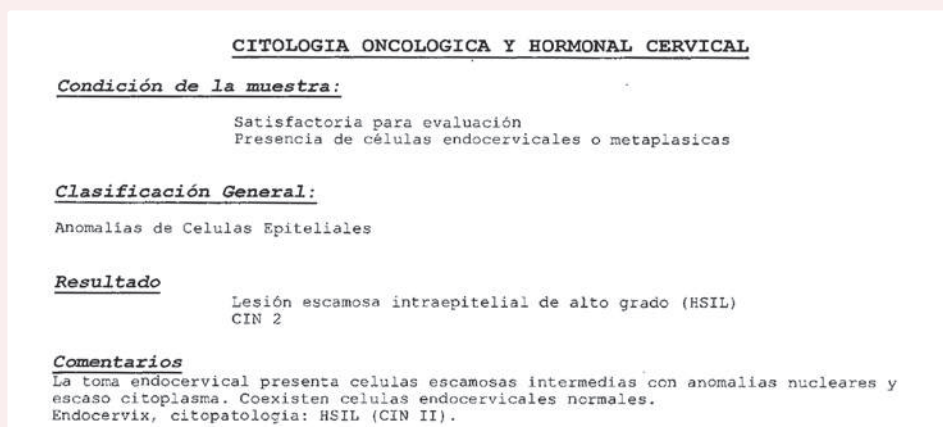 CITOLOGIA ONCOLOGICA Y HORMONAL CERVICAL
Condición de la muestra:
Satisfactoria para evaluación
Presencia de células endocervicales o metaplasicas
Clasificación General:
Anomalías de Celulas Epiteliales
Resultado
Lesión escamosa intraepitelial de alto grado (HSIL)
CIN 2
Comentarios
La toma endocervical presenta celulas escamosas intermedias con anomalias nucleares y
escaso citoplasma. Coexisten celulas endocervicales normales.
Endocervix, citopatologia: HSIL (CIN II).